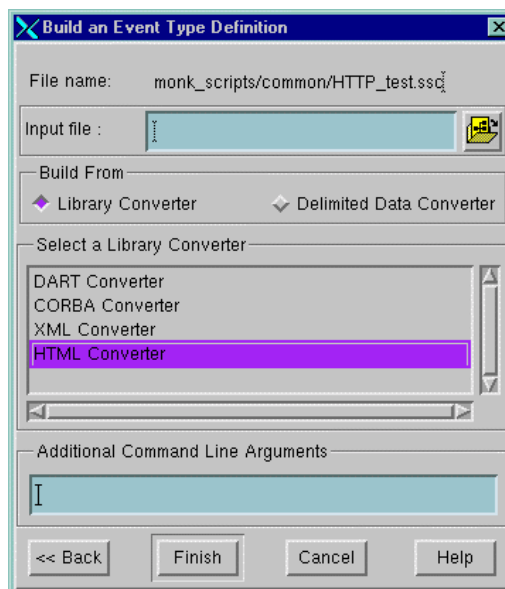 Build an Event Type Definition
File name: monk_scripts/common/HTTP_test.ssc
Input file :
Build From
Library Converter Delimited Data Converter
Select a Library Converter
DART Converter
CORBA Converter
XML Converter
HTML Converter
Additional Command Line Arguments
<< Back Finish Cancel Help